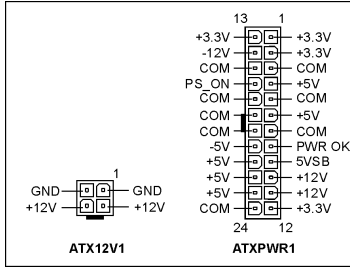 13 1
+3.3V +3.3V
-12V +3.3V
COM COM
PS_ON +5V
COM COM
COM +5V
COM COM
-5V PWR OK
+5V 5VSB
+5V +12V
+5V +12V
COM +3.3V
24 12
ATXPWR1
1
GND GND
+12V +12V
ATX12V1